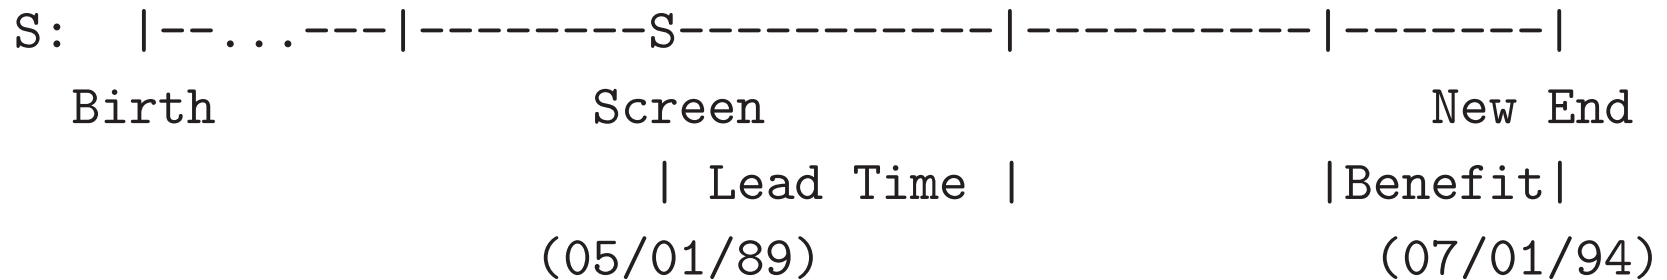 S: |--...---|--------S-----------|----------|-------|
Birth Screen New End
| Lead Time | |Benefit|
(05/01/89) (07/01/94)